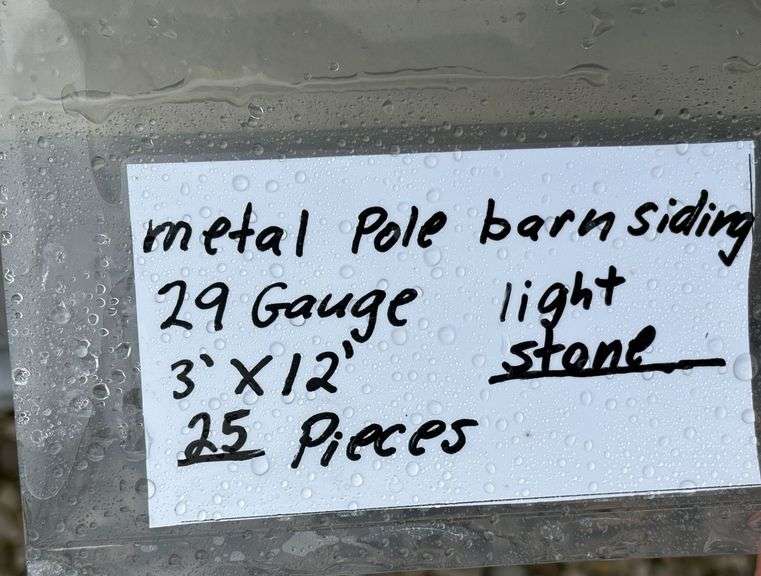 metal Pole barn siding
29 Gauge light
3' X 12' stone
25 Pieces